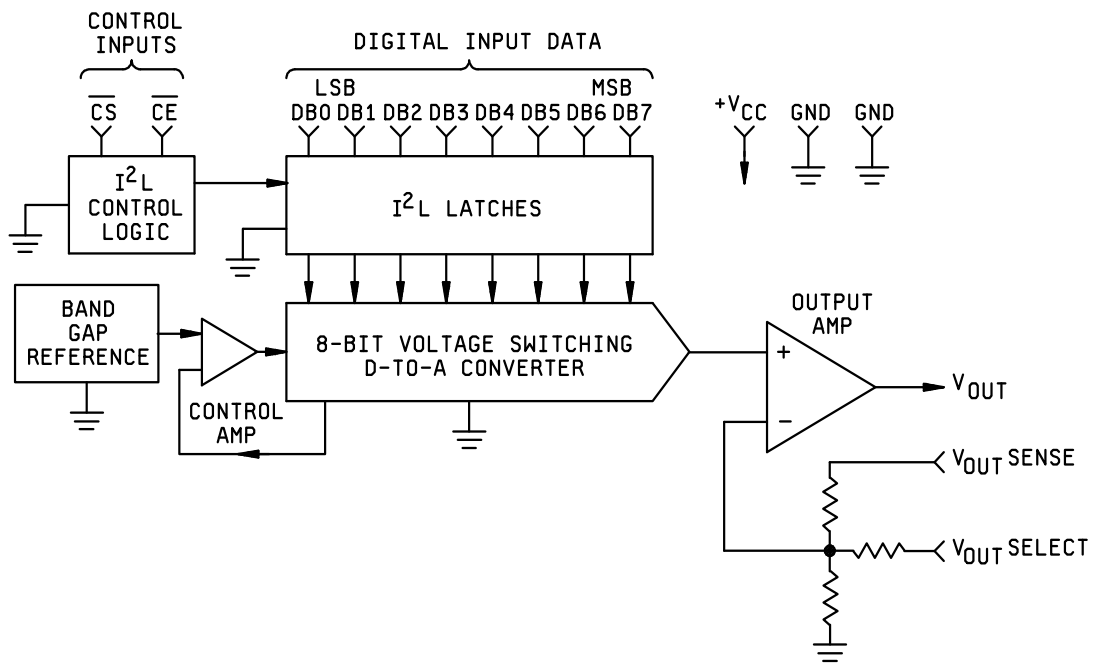 CONTROL
INPUTS
DIGITAL INPUT DATA
LSB MSB
CS CE
DB0 DB1 DB2 DB3 DB4 DB5 DB6 DB7
+VCC GND GND
I2L
CONTROL
LOGIC
I2L LATCHES
BAND
GAP
REFERENCE
8-BIT VOLTAGE SWITCHING
D-TO-A CONVERTER
CONTROL
AMP
OUTPUT
AMP
+
−
VOUT
VOUT SENSE
VOUT SELECT